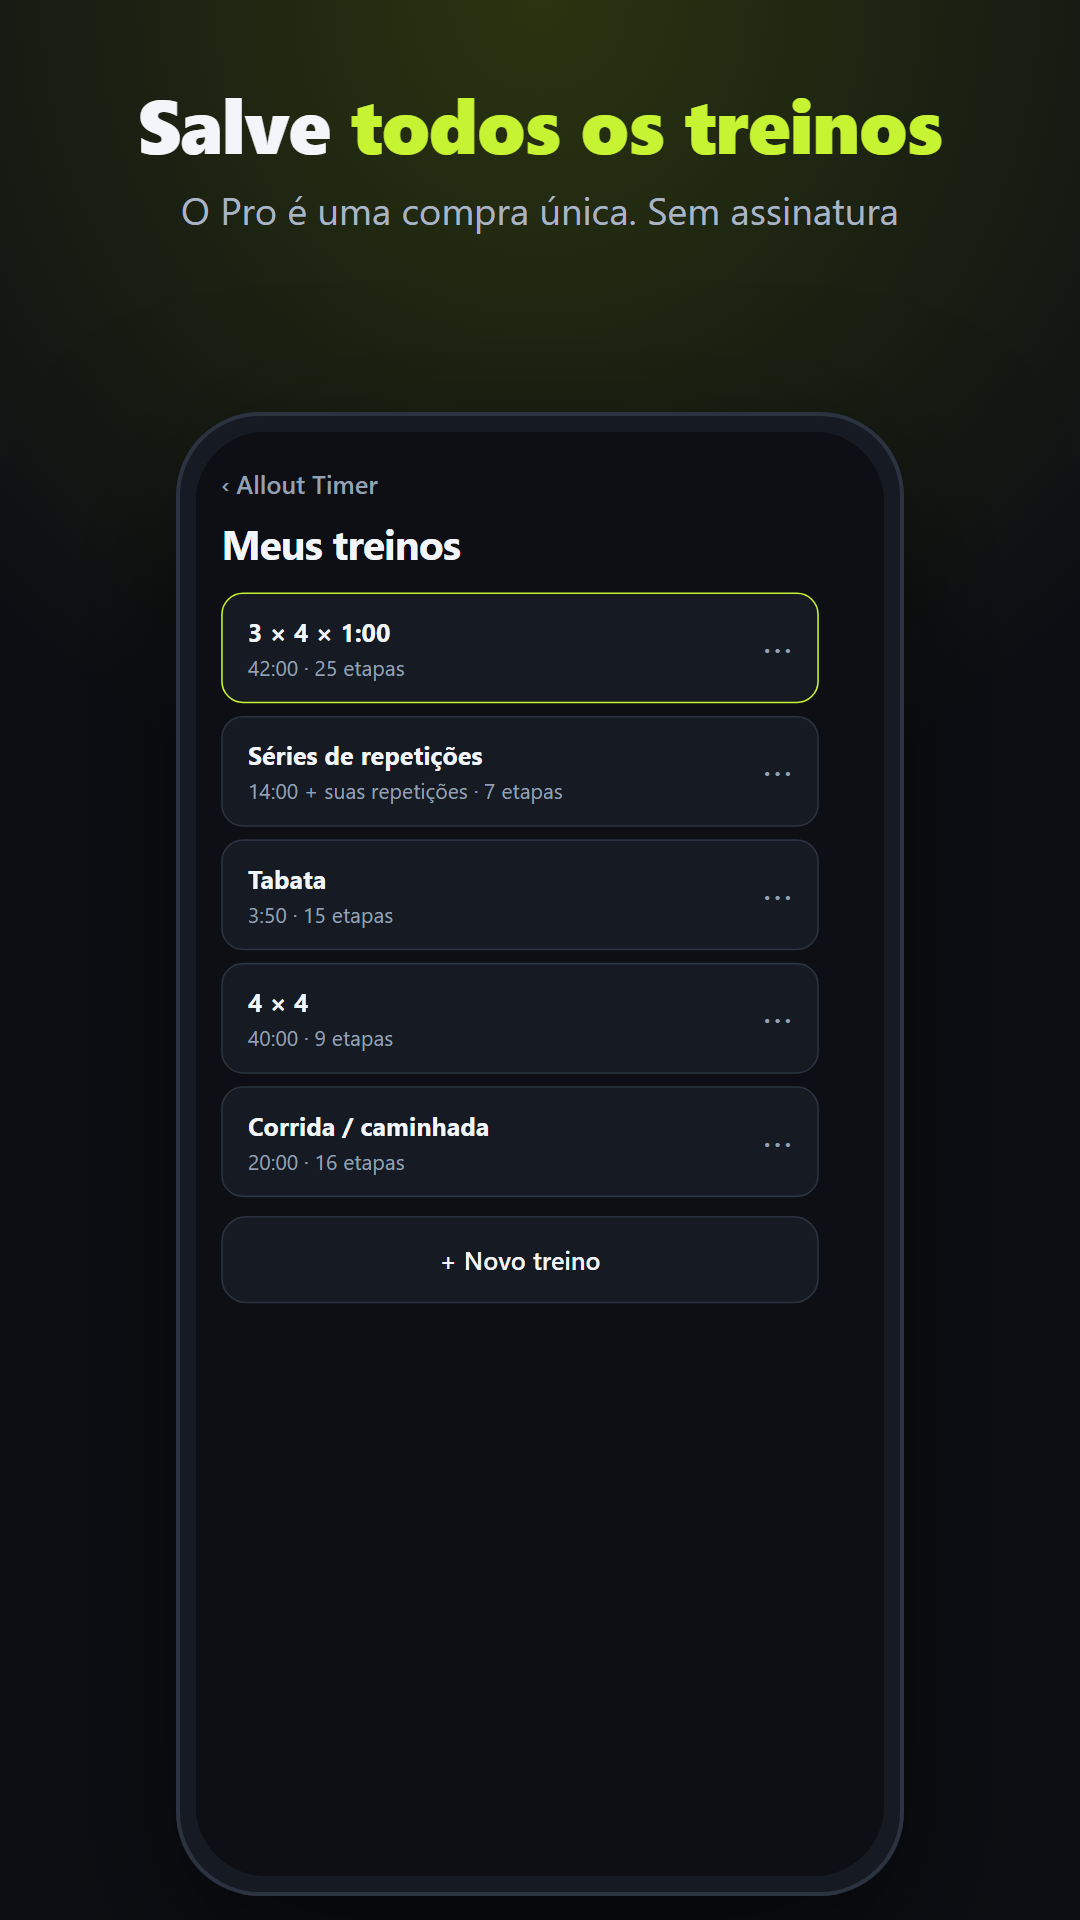 Salve todos os treinos
O Pro é uma compra única. Sem assinatura
‹ Allout Timer
Meus treinos
3 × 4 × 1:00
42:00 · 25 etapas
...
Séries de repetições
14:00 + suas repetições · 7 etapas
...
Tabata
3:50 · 15 etapas
...
4 × 4
40:00 · 9 etapas
...
Corrida / caminhada
20:00 · 16 etapas
...
+ Novo treino